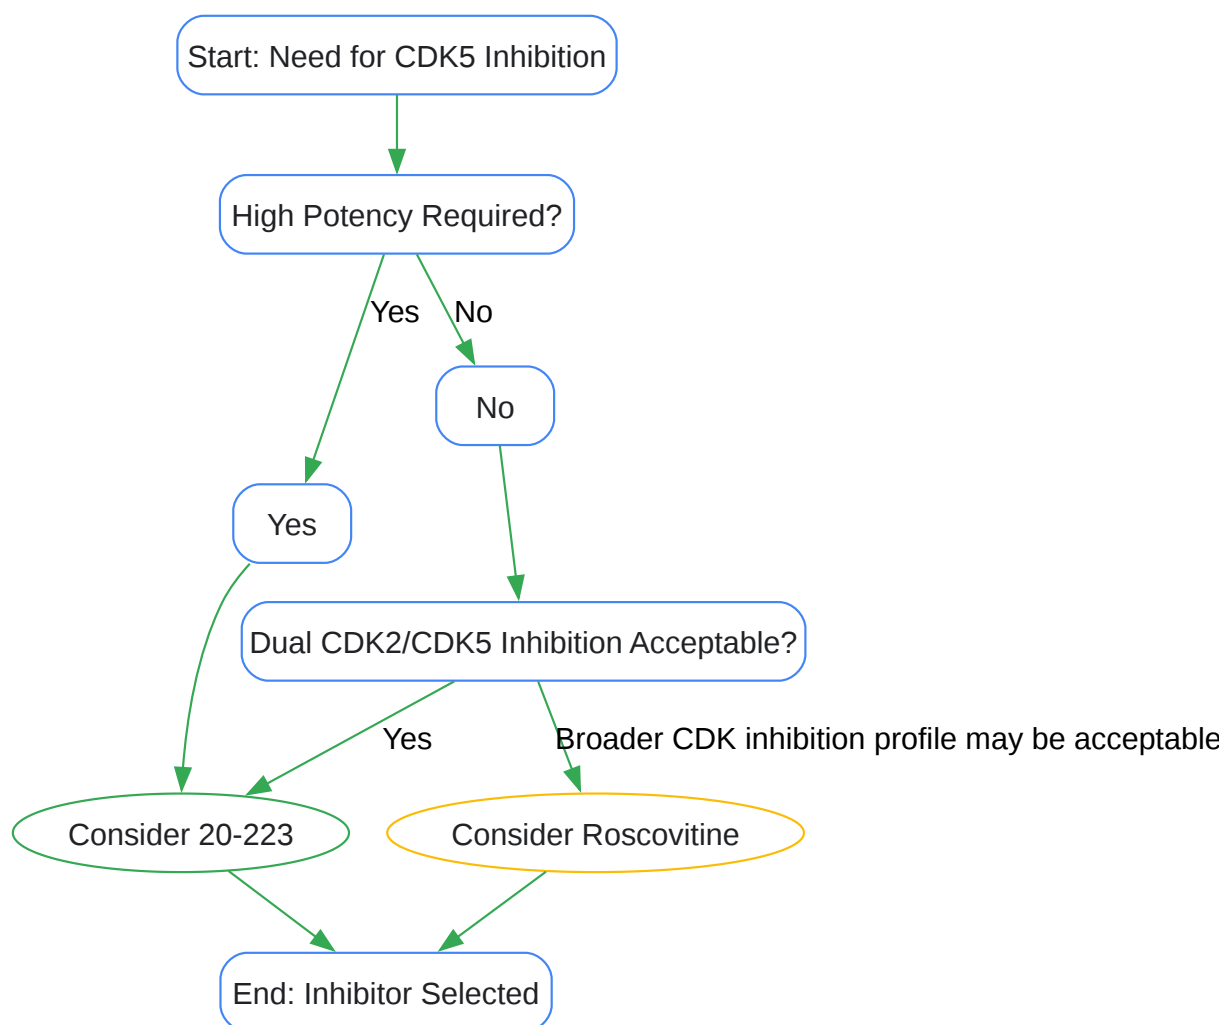 Start: Need for CDK5 Inhibition
High Potency Required?
Yes
No
No
Yes
Dual CDK2/CDK5 Inhibition Acceptable?
Yes
Broader CDK inhibition profile may be acceptable
Consider 20-223
Consider Roscovitine
End: Inhibitor Selected